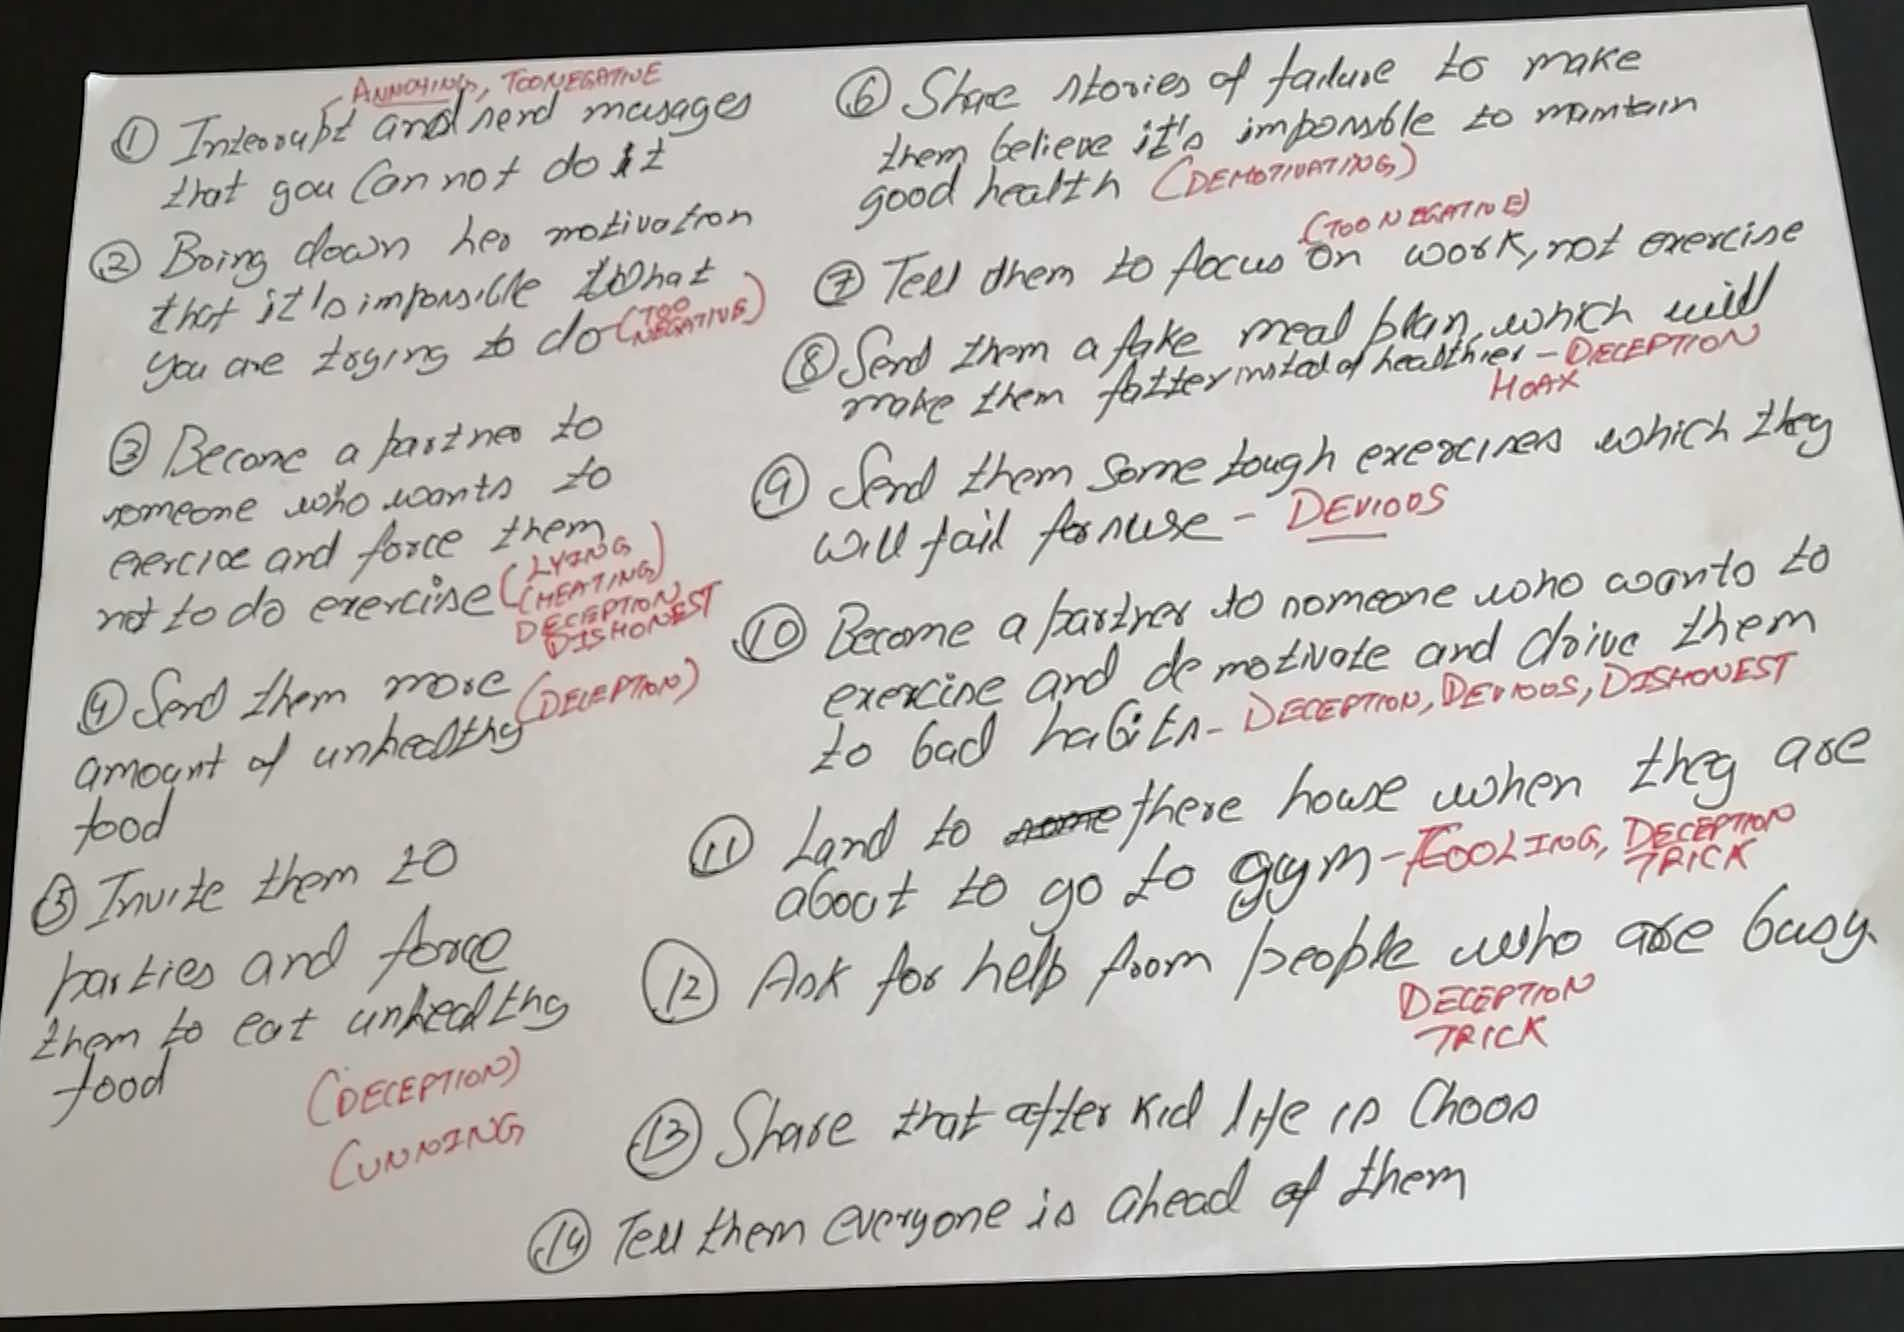 ANNOYING, TOO NEGATIVE
① Interrupt and send messages
that you can not do it
② Bring down her motivation
that it's impossible what
you are trying to do (TOO
NEGATIVE)
③ Become a partner to
someone who wants to
exercise and force them
not to do exercise (LYING
CHEATING)
DECEPTION
DISHONEST
④ Send them more (DECEPTION)
amount of unhealthy
food
⑤ Invite them to
parties and force
them to eat unhealthy
food
(DECEPTION)
CUNNING
⑥ Share stories of failure to make
them believe it's impossible to maintain
good health (DEMOTIVATING)
(TOO NEGATIVE)
⑦ Tell them to focus on work, not exercise
⑧ Send them a fake meal plan, which will
make them fatter insted of healthier - DECEPTION
HOAX
⑨ Send them some tough exercises which they
will fail for sure - DEVIOUS
⑩ Become a partner to someone who wants to
exercise and de motivate and drive them
to bad habits - DECEPTION, DEVIOUS, DISHONEST
⑪ Land to there house when they are
about to go to gym - FOOLING, DECEPTION
TRICK
⑫ Ask for help from people who are busy.
DECEPTION
TRICK
⑬ Share that after kid life is Choos
⑭ Tell them everyone is ahead of them